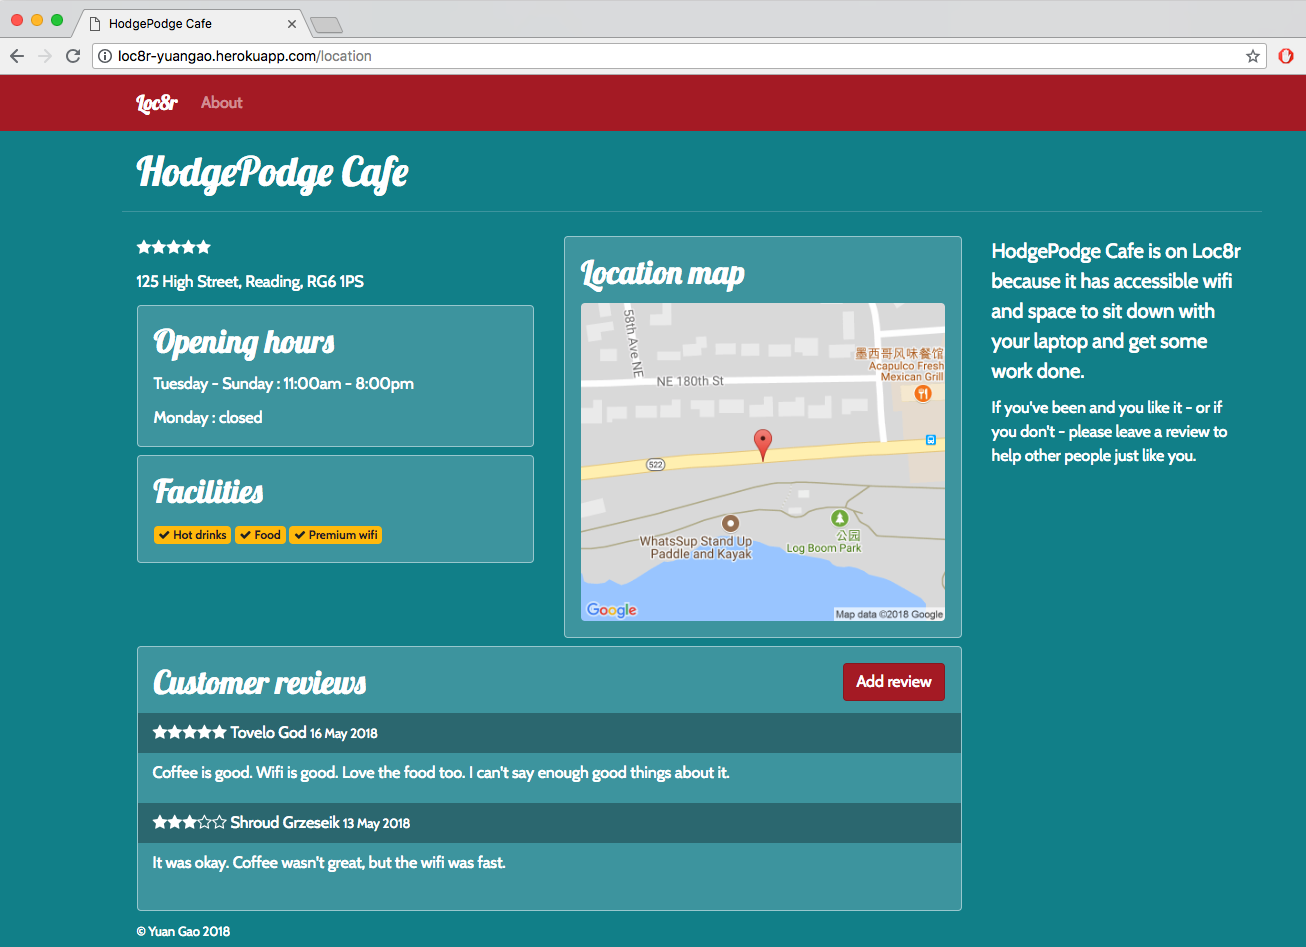 HodgePodge Cafe
loc8r-yuangao.herokuapp.com/location
Loc8r About
HodgePodge Cafe
125 High Street, Reading, RG6 1PS
Opening hours
Tuesday - Sunday : 11:00am - 8:00pm
Monday : closed
Facilities
Hot drinks Food Premium wifi
Location map
58th Ave NE
NE 180th St
墨西哥风味餐馆
Acapulco Fresh
Mexican Grill
522
WhatsSup Stand Up
Paddle and Kayak
公园
Log Boom Park
Google
Map data ©2018 Google
HodgePodge Cafe is on Loc8r
because it has accessible wifi
and space to sit down with
your laptop and get some
work done.
If you've been and you like it - or if
you don't - please leave a review to
help other people just like you.
Customer reviews
Add review
Tovelo God 16 May 2018
Coffee is good. Wifi is good. Love the food too. I can't say enough good things about it.
Shroud Grzeseik 13 May 2018
It was okay. Coffee wasn't great, but the wifi was fast.
© Yuan Gao 2018